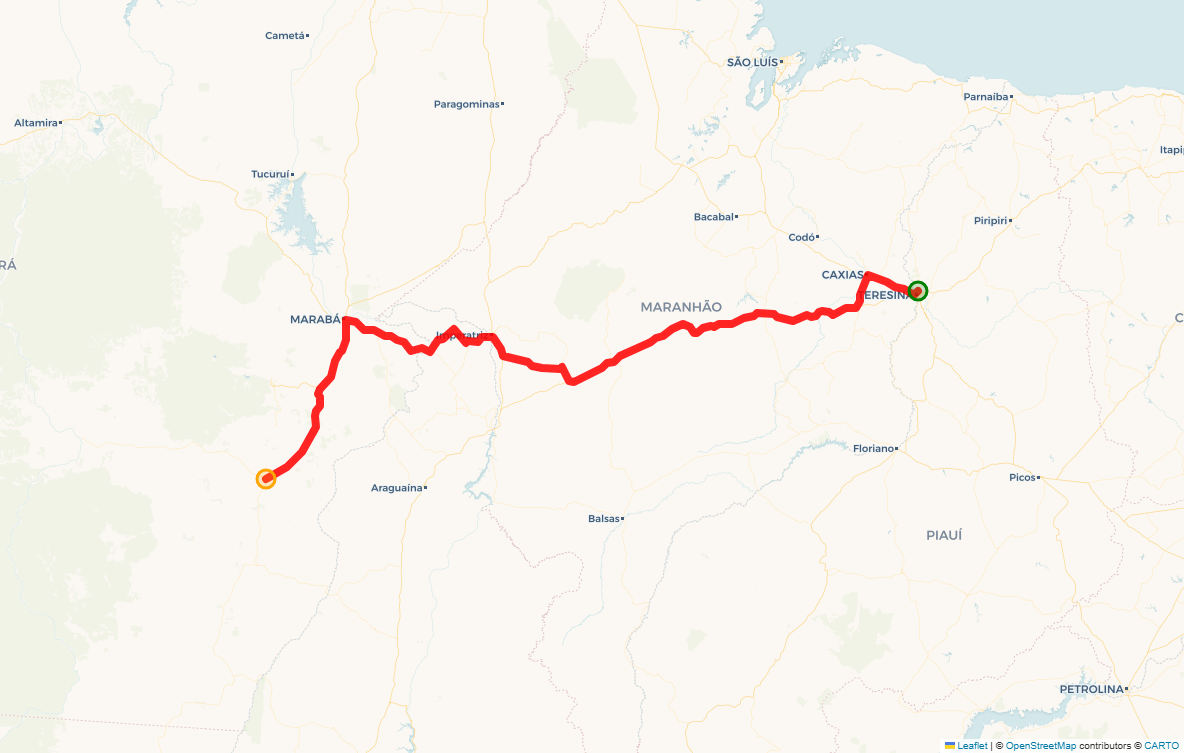 Cametá
SÃO LUÍS
Paragominas
Parnaíba
Altamira
Itapip
Tucuruí
Bacabal
Piripiri
Codó
RÁ
CAXIAS
TERESINA
MARANHÃO
MARABÁ
C
Imperatriz
Floriano
Picos
Araguaína
Balsas
PIAUÍ
PETROLINA
Leaflet | © OpenStreetMap contributors © CARTO